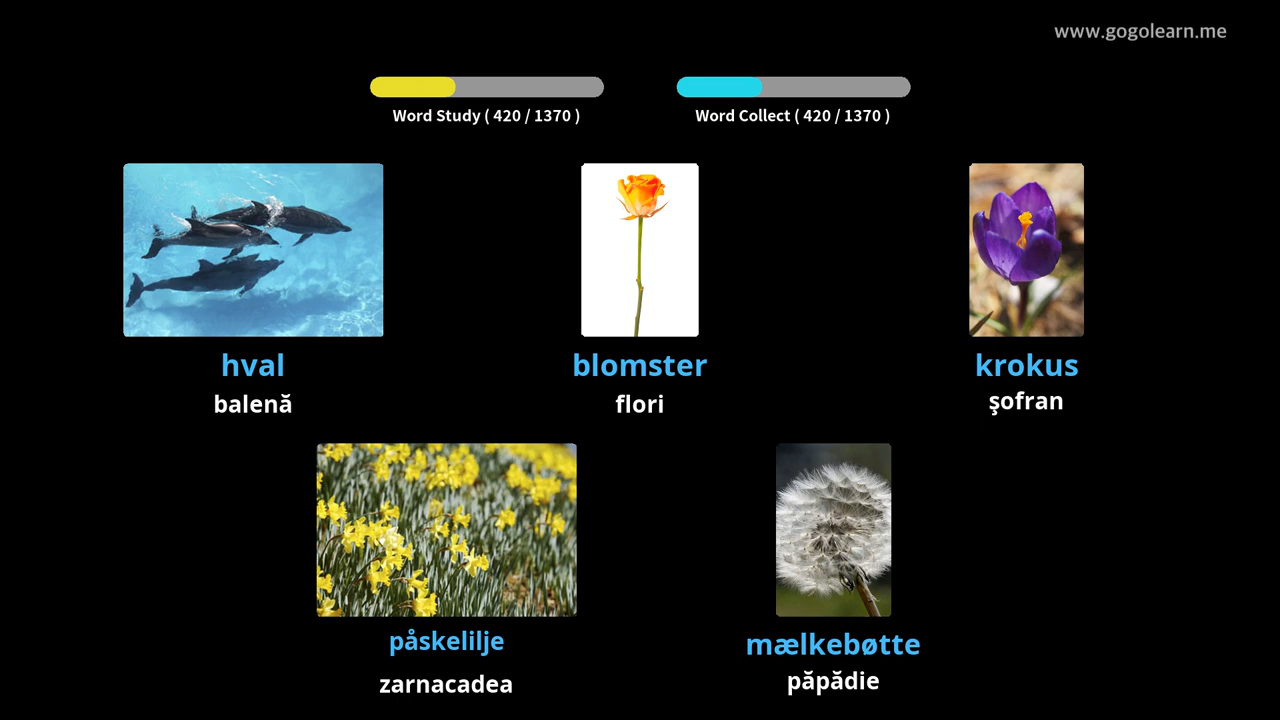 www.gogolearn.me
Word Study ( 420 / 1370 )
Word Collect ( 420 / 1370 )
hval
balenă
blomster
flori
krokus
şofran
påskelilje
zarnacadea
mælkebøtte
păpădie